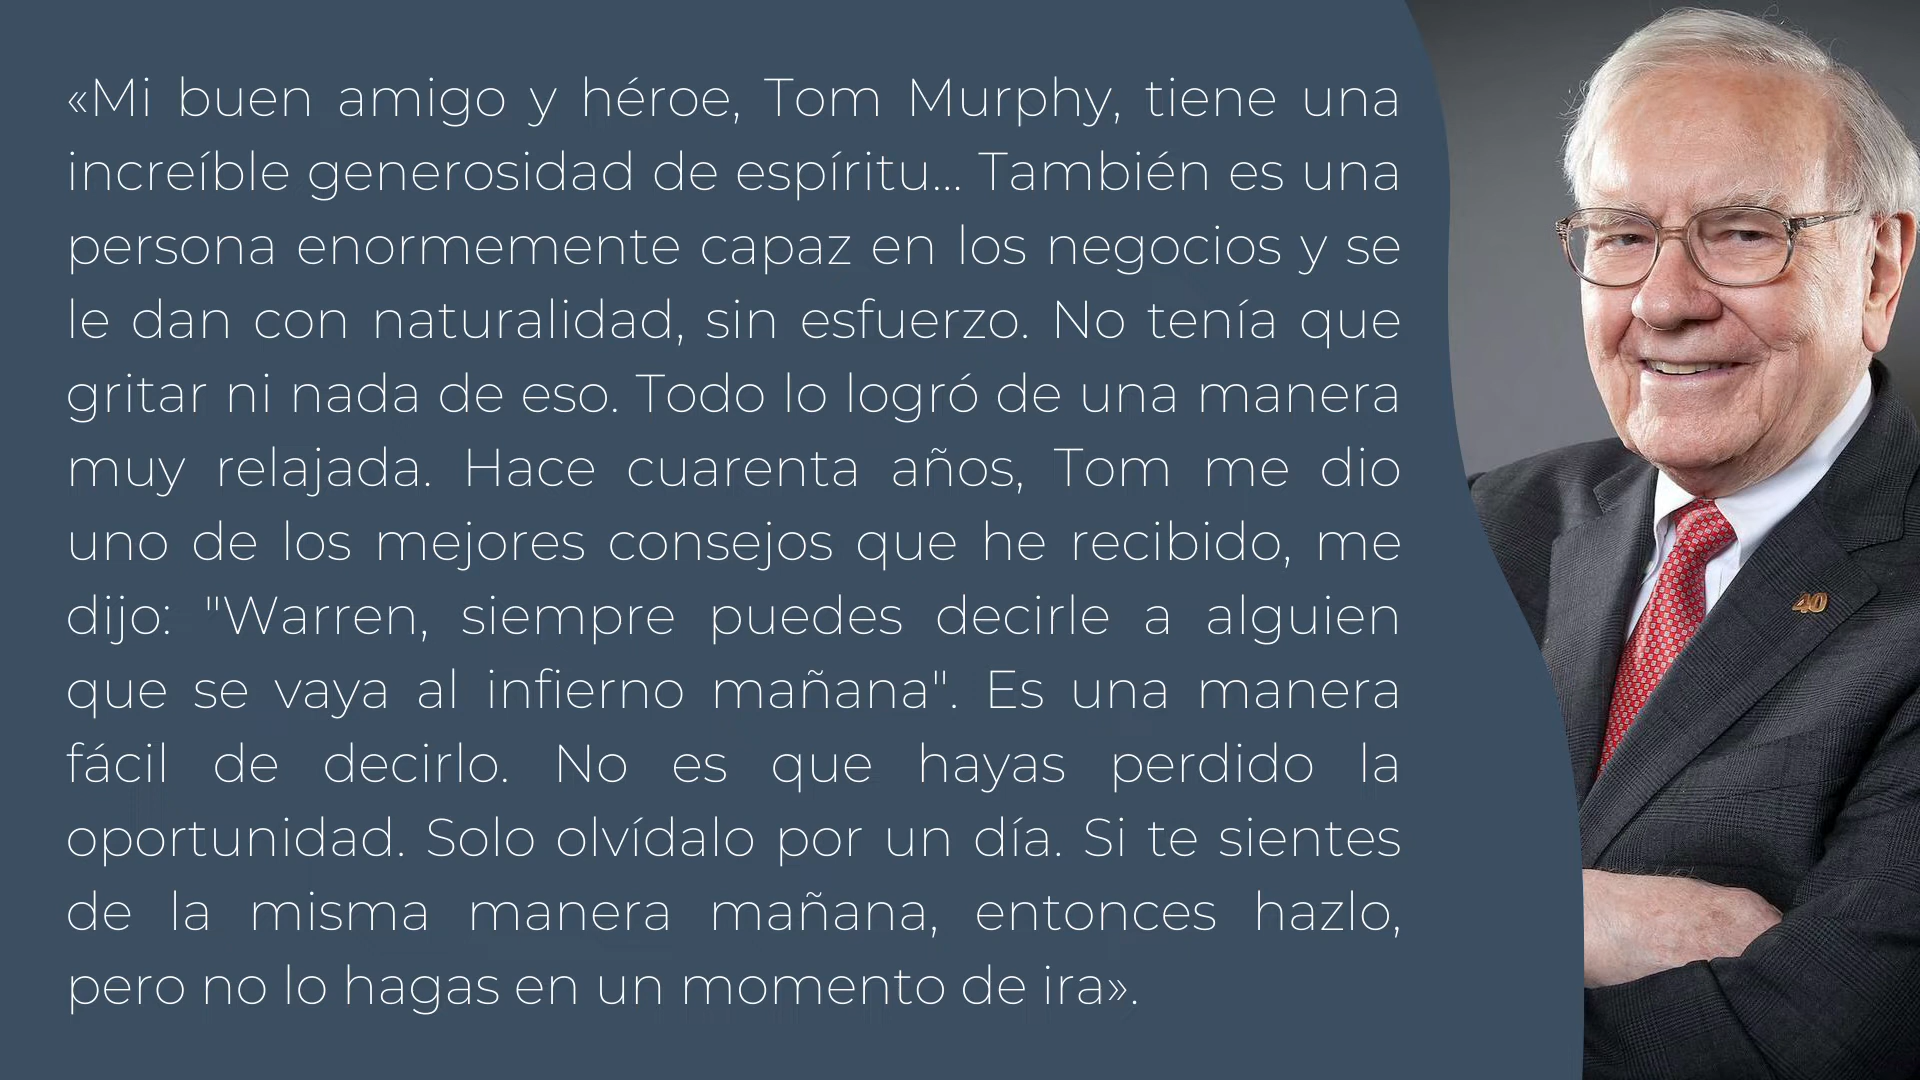 «Mi buen amigo y héroe, Tom Murphy, tiene una
increíble generosidad de espíritu... También es una
persona enormemente capaz en los negocios y se
le dan con naturalidad, sin esfuerzo. No tenía que
gritar ni nada de eso. Todo lo logró de una manera
muy relajada. Hace cuarenta años, Tom me dio
uno de los mejores consejos que he recibido, me
dijo: "Warren, siempre puedes decirle a alguien
que se vaya al infierno mañana". Es una manera
fácil de decirlo. No es que hayas perdido la
oportunidad. Solo olvídalo por un día. Si te sientes
de la misma manera mañana, entonces hazlo,
pero no lo hagas en un momento de ira».
40